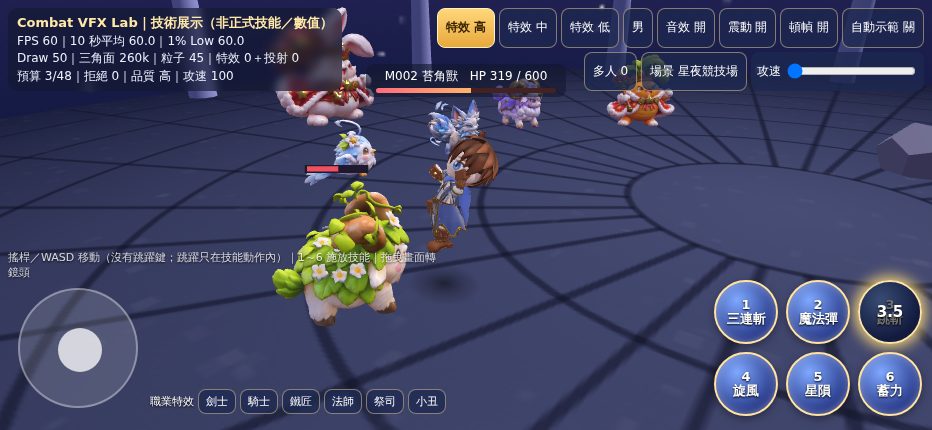 Combat VFX Lab｜技術展示（非正式技能／數值）
FPS 60｜10 秒平均 60.0｜1% Low 60.0
Draw 50｜三角面 260k｜粒子 45｜特效 0＋投射 0
預算 3/48｜拒絕 0｜品質 高｜攻速 100
特效 高
特效 中
特效 低
男
音效 開
震動 開
頓幀 開
自動示範 關
M002 苔角獸 HP 319 / 600
多人 0
場景 星夜競技場
攻速
搖桿／WASD 移動（沒有跳躍鍵；跳躍只在技能動作內）｜1～6 施放技能｜拖曳畫面轉
鏡頭
1
三連斬
2
魔法彈
3
3.5
跳斬
4
旋風
5
星隕
6
蓄力
職業特效
劍士
騎士
鐵匠
法師
祭司
小丑